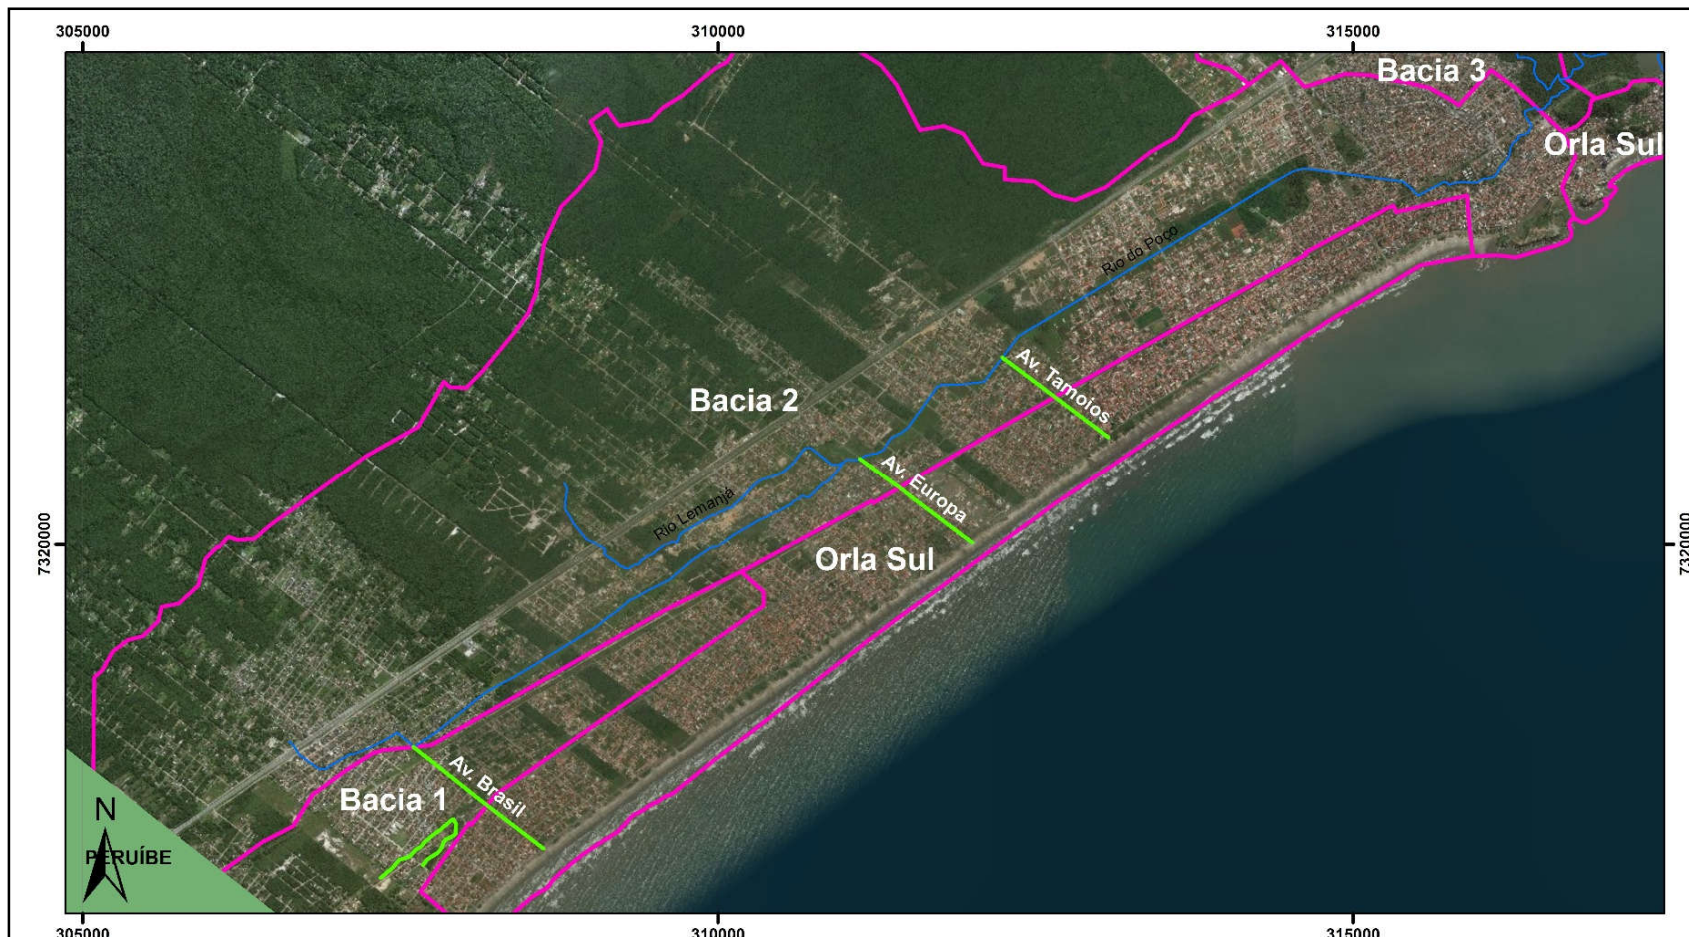 305000
310000
315000
Bacia 3
Orla Sul
Rio do Poço
Av. Tamoios
Bacia 2
Av. Europa
Rio Lemanjá
7320000
7320000
Orla Sul
Av. Brasil
Bacia 1
N
PERUÍBE
305000
310000
315000